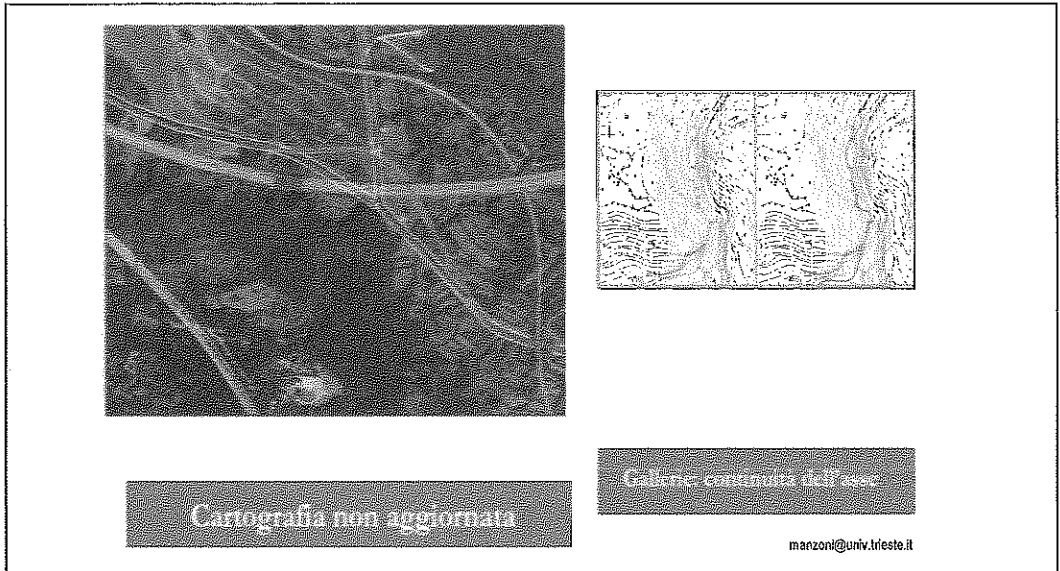 Cartografia non aggiornata
Gallerie: continuità dell'asse
manzoni@univ.trieste.it